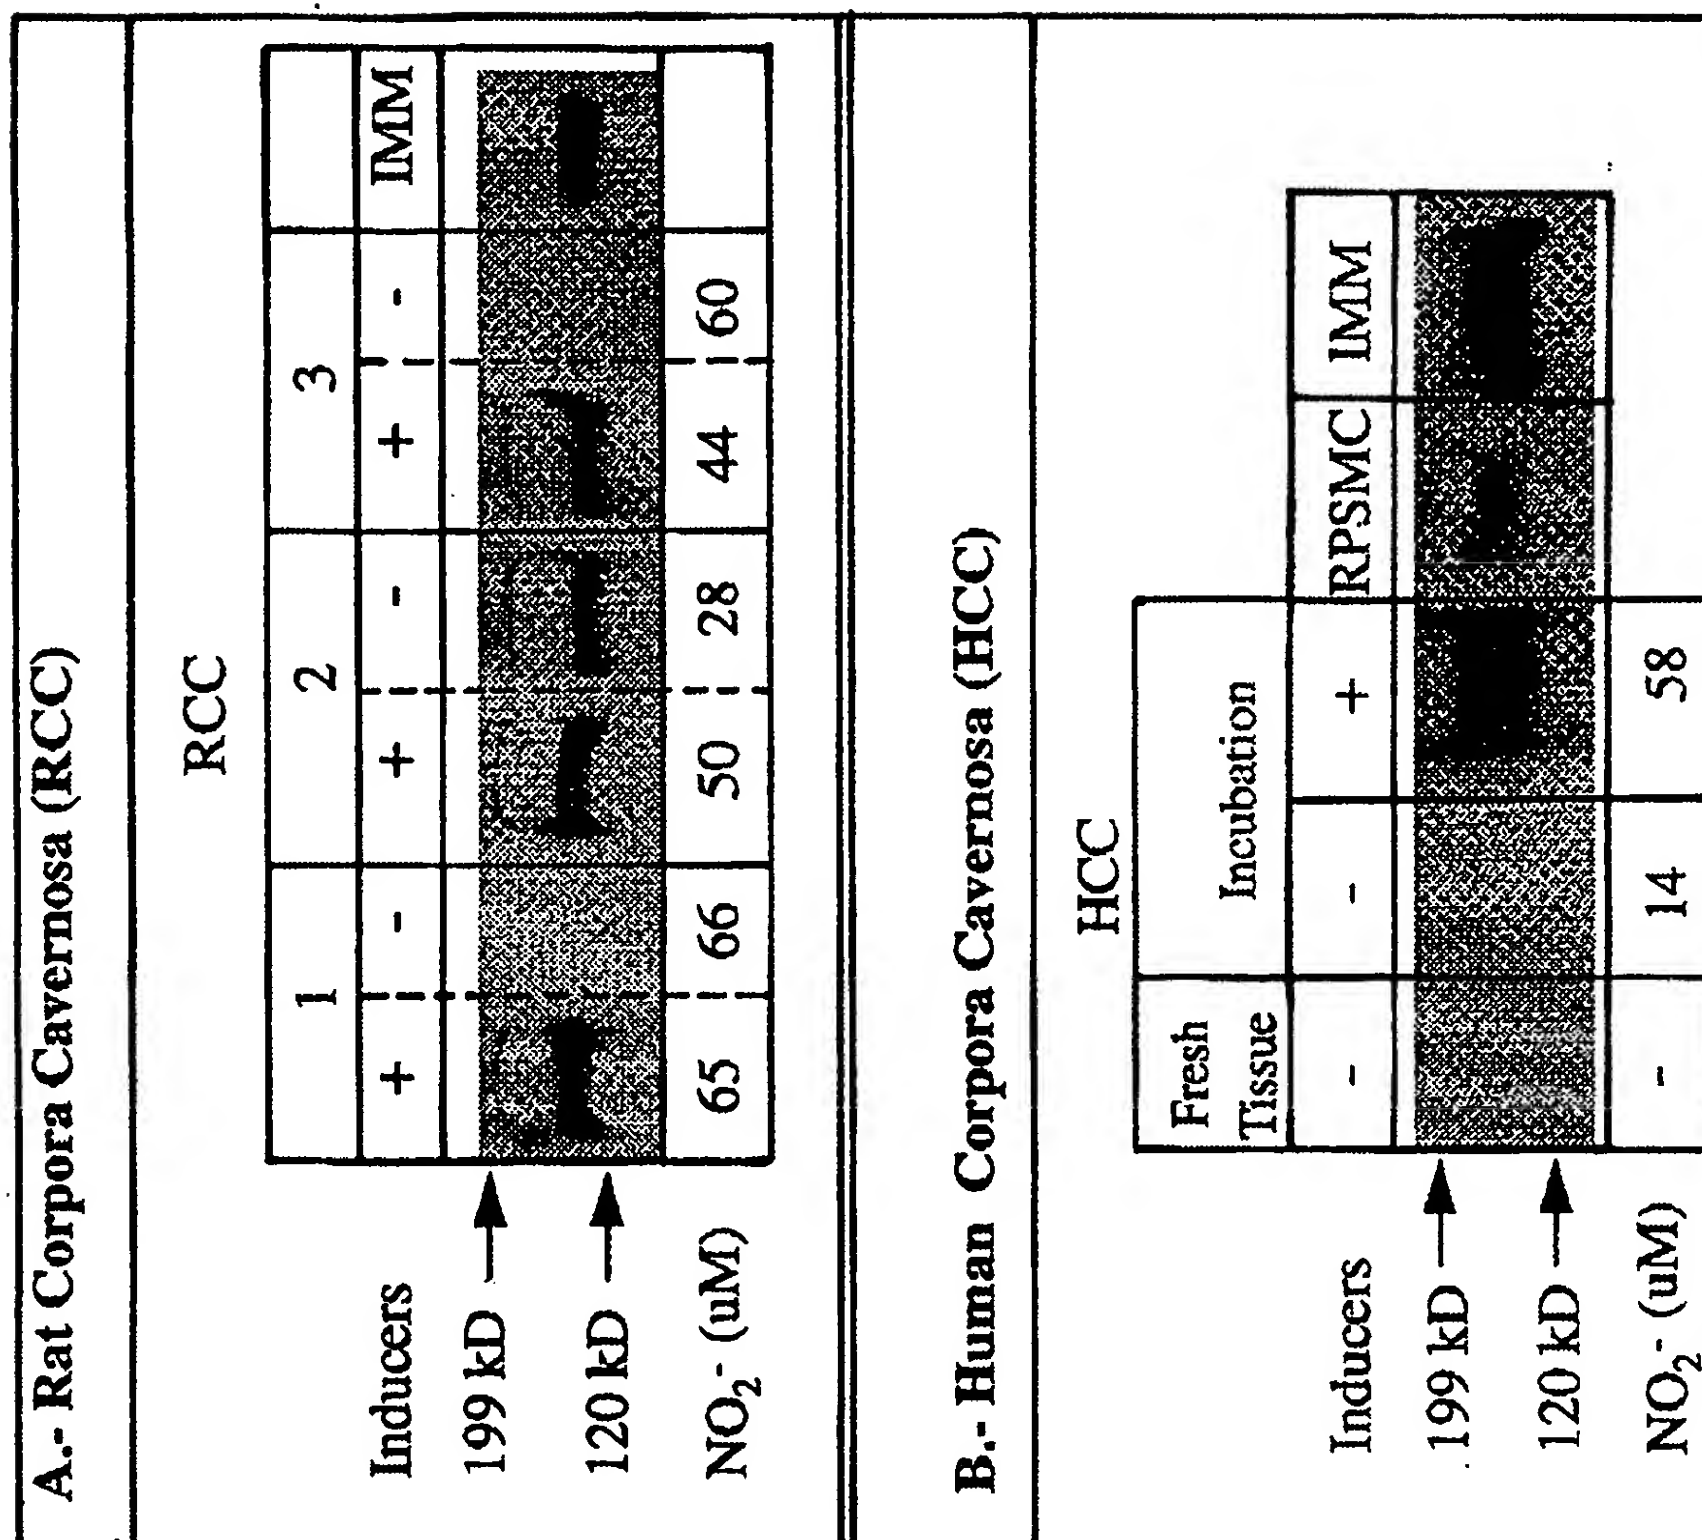 A.- Rat Corpora Cavernosa (RCC)
RCC
1 2 3
Inducers + - + - + - IMM
199 kD
120 kD
NO₂⁻ (uM) 65 66 50 28 44 60
B.- Human Corpora Cavernosa (HCC)
HCC
Fresh Tissue Incubation
Inducers - - + RPSMC IMM
199 kD
120 kD
NO₂⁻ (uM) - 14 58